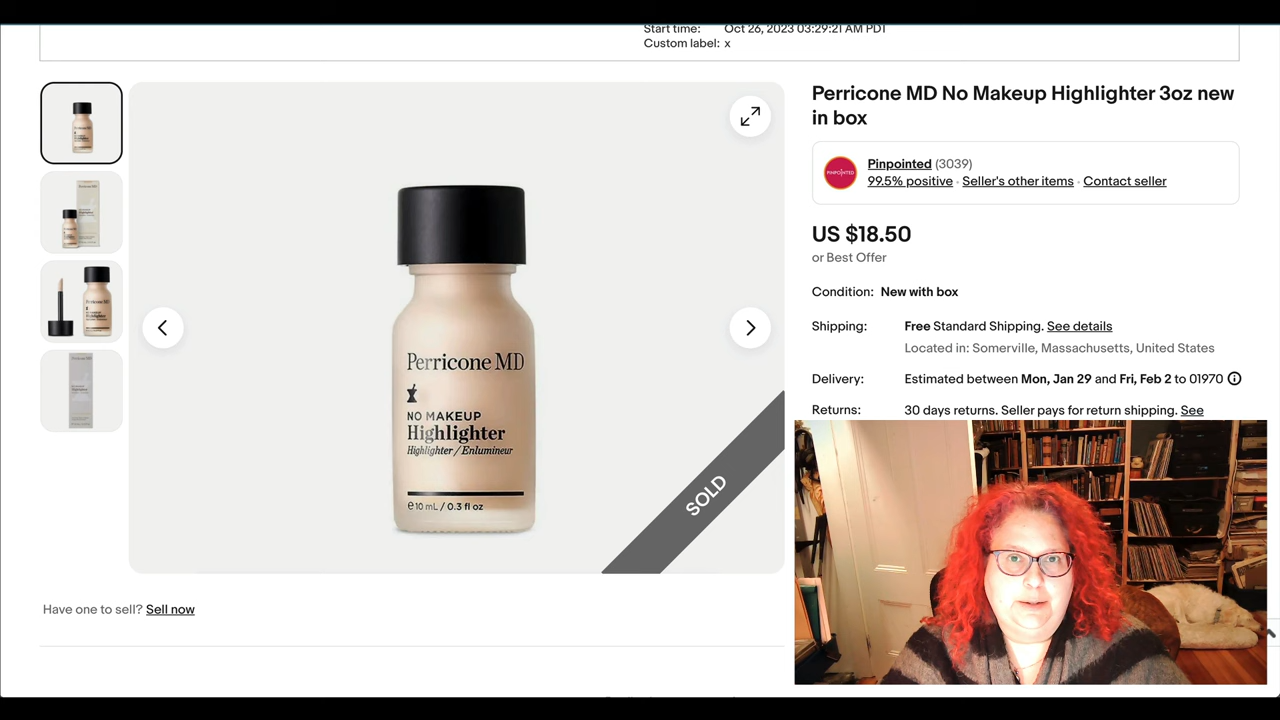 Start time: Oct 26, 2023 03:29:21 AM PDT
Custom label: x
Perricone MD No Makeup Highlighter 3oz new
in box
PINPOINTED
Pinpointed (3039)
99.5% positive · Seller's other items · Contact seller
US $18.50
or Best Offer
Condition: New with box
Shipping: Free Standard Shipping. See details
Located in: Somerville, Massachusetts, United States
Delivery: Estimated between Mon, Jan 29 and Fri, Feb 2 to 01970
Returns: 30 days returns. Seller pays for return shipping. See
Perricone MD
NO MAKEUP
Highlighter
Highlighter / Enlumineur
e 10 mL / 0.3 fl oz
SOLD
Have one to sell? Sell now